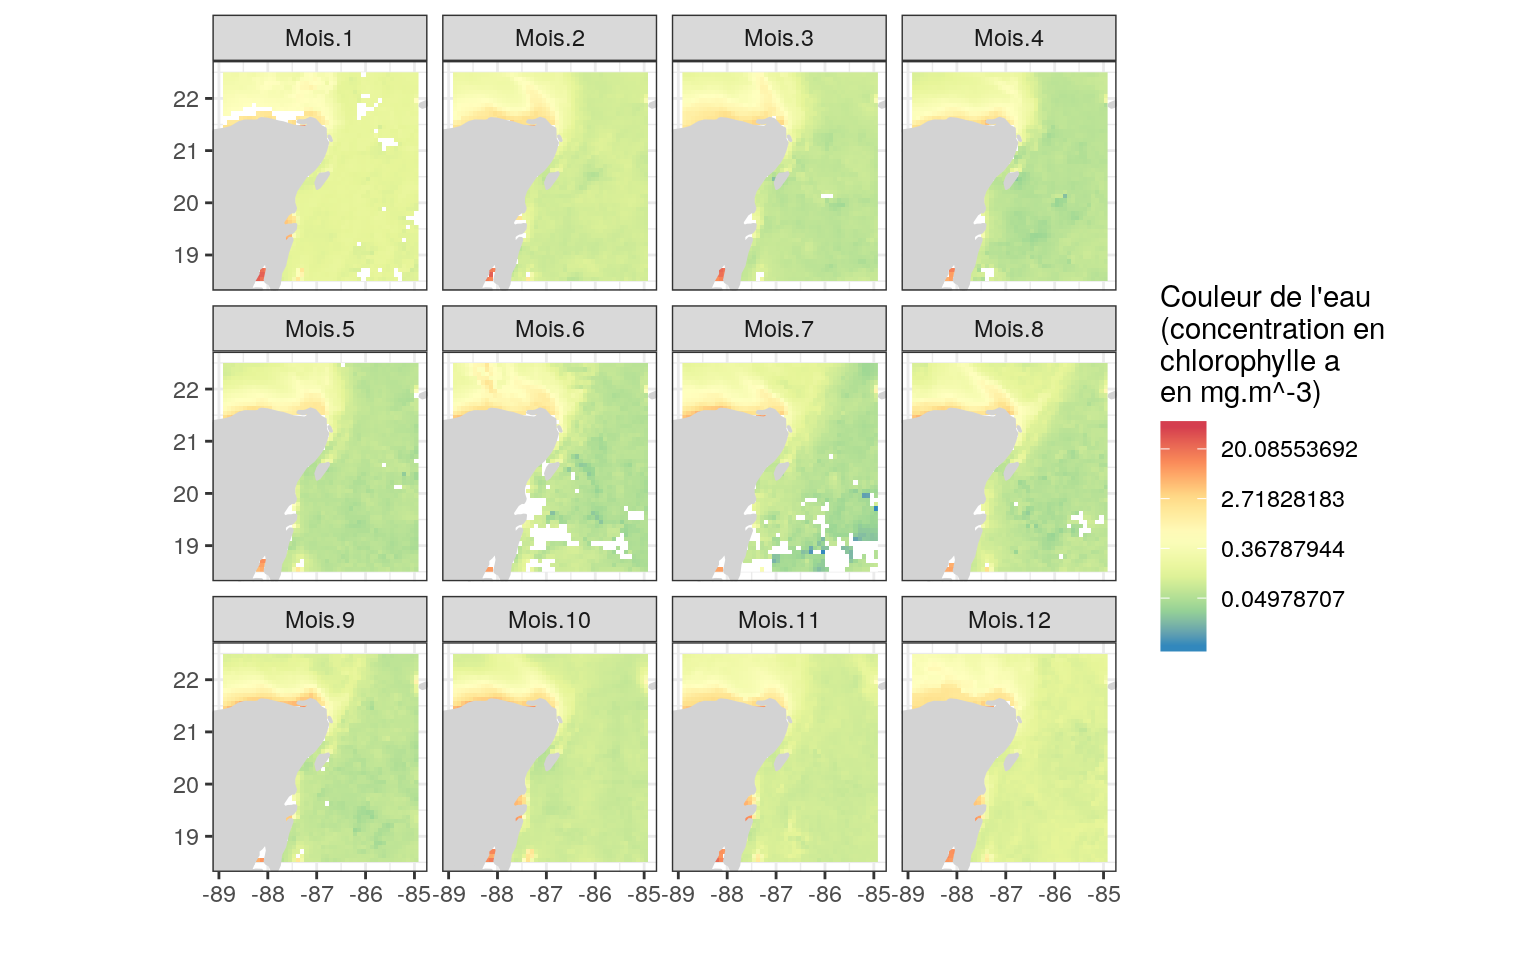 Mois.1 Mois.2 Mois.3 Mois.4
22
21
20
19
Mois.5 Mois.6 Mois.7 Mois.8
22
21
20
19
Mois.9 Mois.10 Mois.11 Mois.12
22
21
20
19
-89 -88 -87 -86 -85 -89 -88 -87 -86 -85 -89 -88 -87 -86 -85 -89 -88 -87 -86 -85
Couleur de l'eau
(concentration en
chlorophylle a
en mg.m^-3)
20.08553692
2.71828183
0.36787944
0.04978707